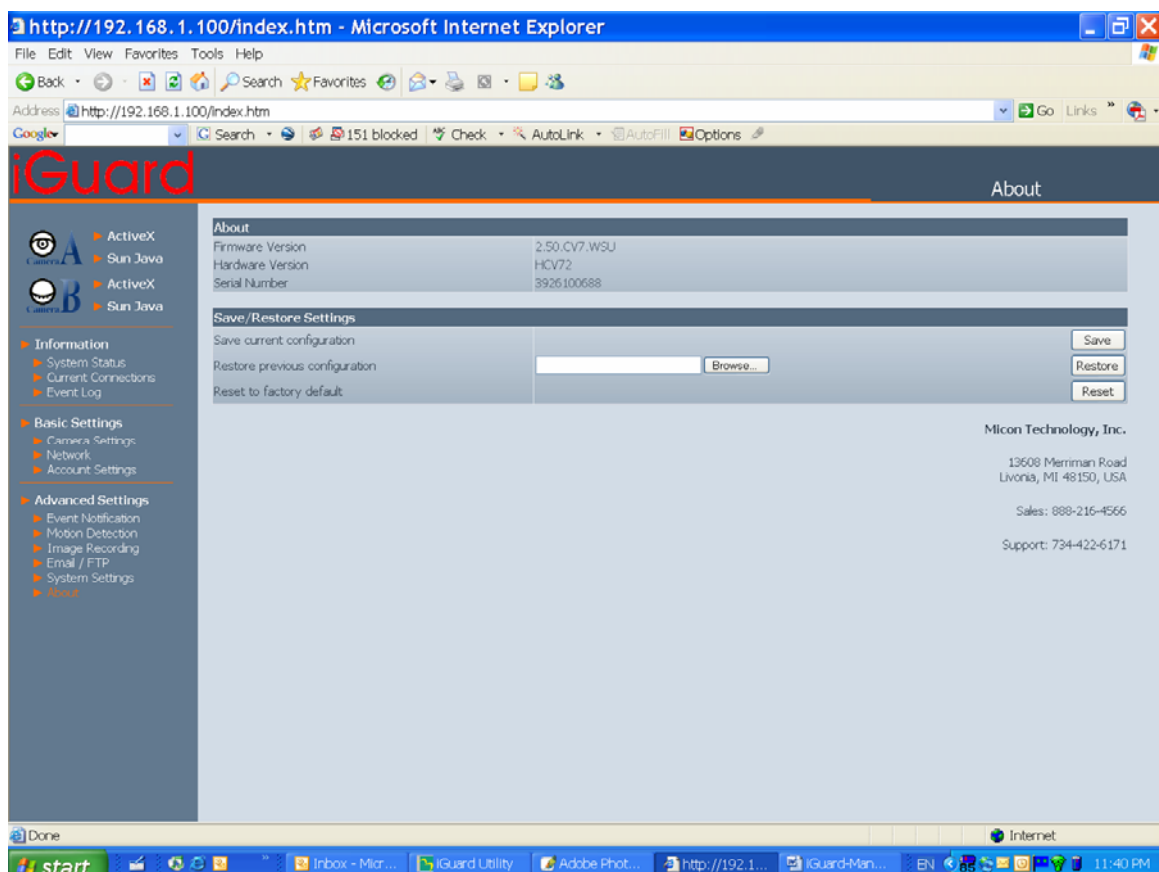 http://192.168.1.100/index.htm - Microsoft Internet Explorer
File Edit View Favorites Tools Help
Back Search Favorites
Address http://192.168.1.100/index.htm Go Links »
Google Search 151 blocked Check AutoLink AutoFill Options
iGuard
About
Camera A ActiveX
Sun Java
Camera B ActiveX
Sun Java
Information
System Status
Current Connections
Event Log
Basic Settings
Camera Settings
Network
Account Settings
Advanced Settings
Event Notification
Motion Detection
Image Recording
Email / FTP
System Settings
About
About
Firmware Version 2.50.CV7.WSU
Hardware Version HCV72
Serial Number 3926100688
Save/Restore Settings
Save current configuration Save
Restore previous configuration Browse... Restore
Reset to factory default Reset
Micon Technology, Inc.
13608 Merriman Road
Livonia, MI 48150, USA
Sales: 888-216-4566
Support: 734-422-6171
Done Internet
start » Inbox - Micr... iGuard Utility Adobe Phot... http://192.1... iGuard-Man... EN 11:40 PM